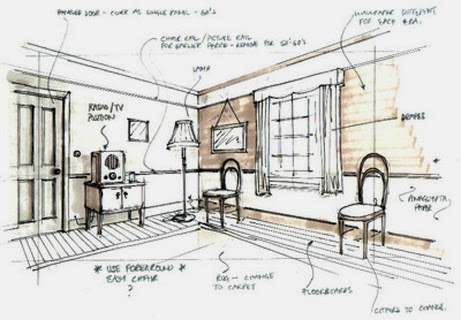 PANELED DOOR - COVER AS SINGLE PANEL - 60's
WALLPAPER DIFFERENT
FOR EACH ERA.
CHAIR RAIL/PICTURE RAIL
FOR EARLIER PERIOD - REMOVE FOR 50'-60's
LAMP
RADIO/TV
POSITION
DRAPES
ANAGLYPTA
PAPER
* USE FOREGROUND *
EASY CHAIR
?
RUG - CHANGE
TO CARPET
FLOORBOARDS
CHAIRS TO CHANGE.